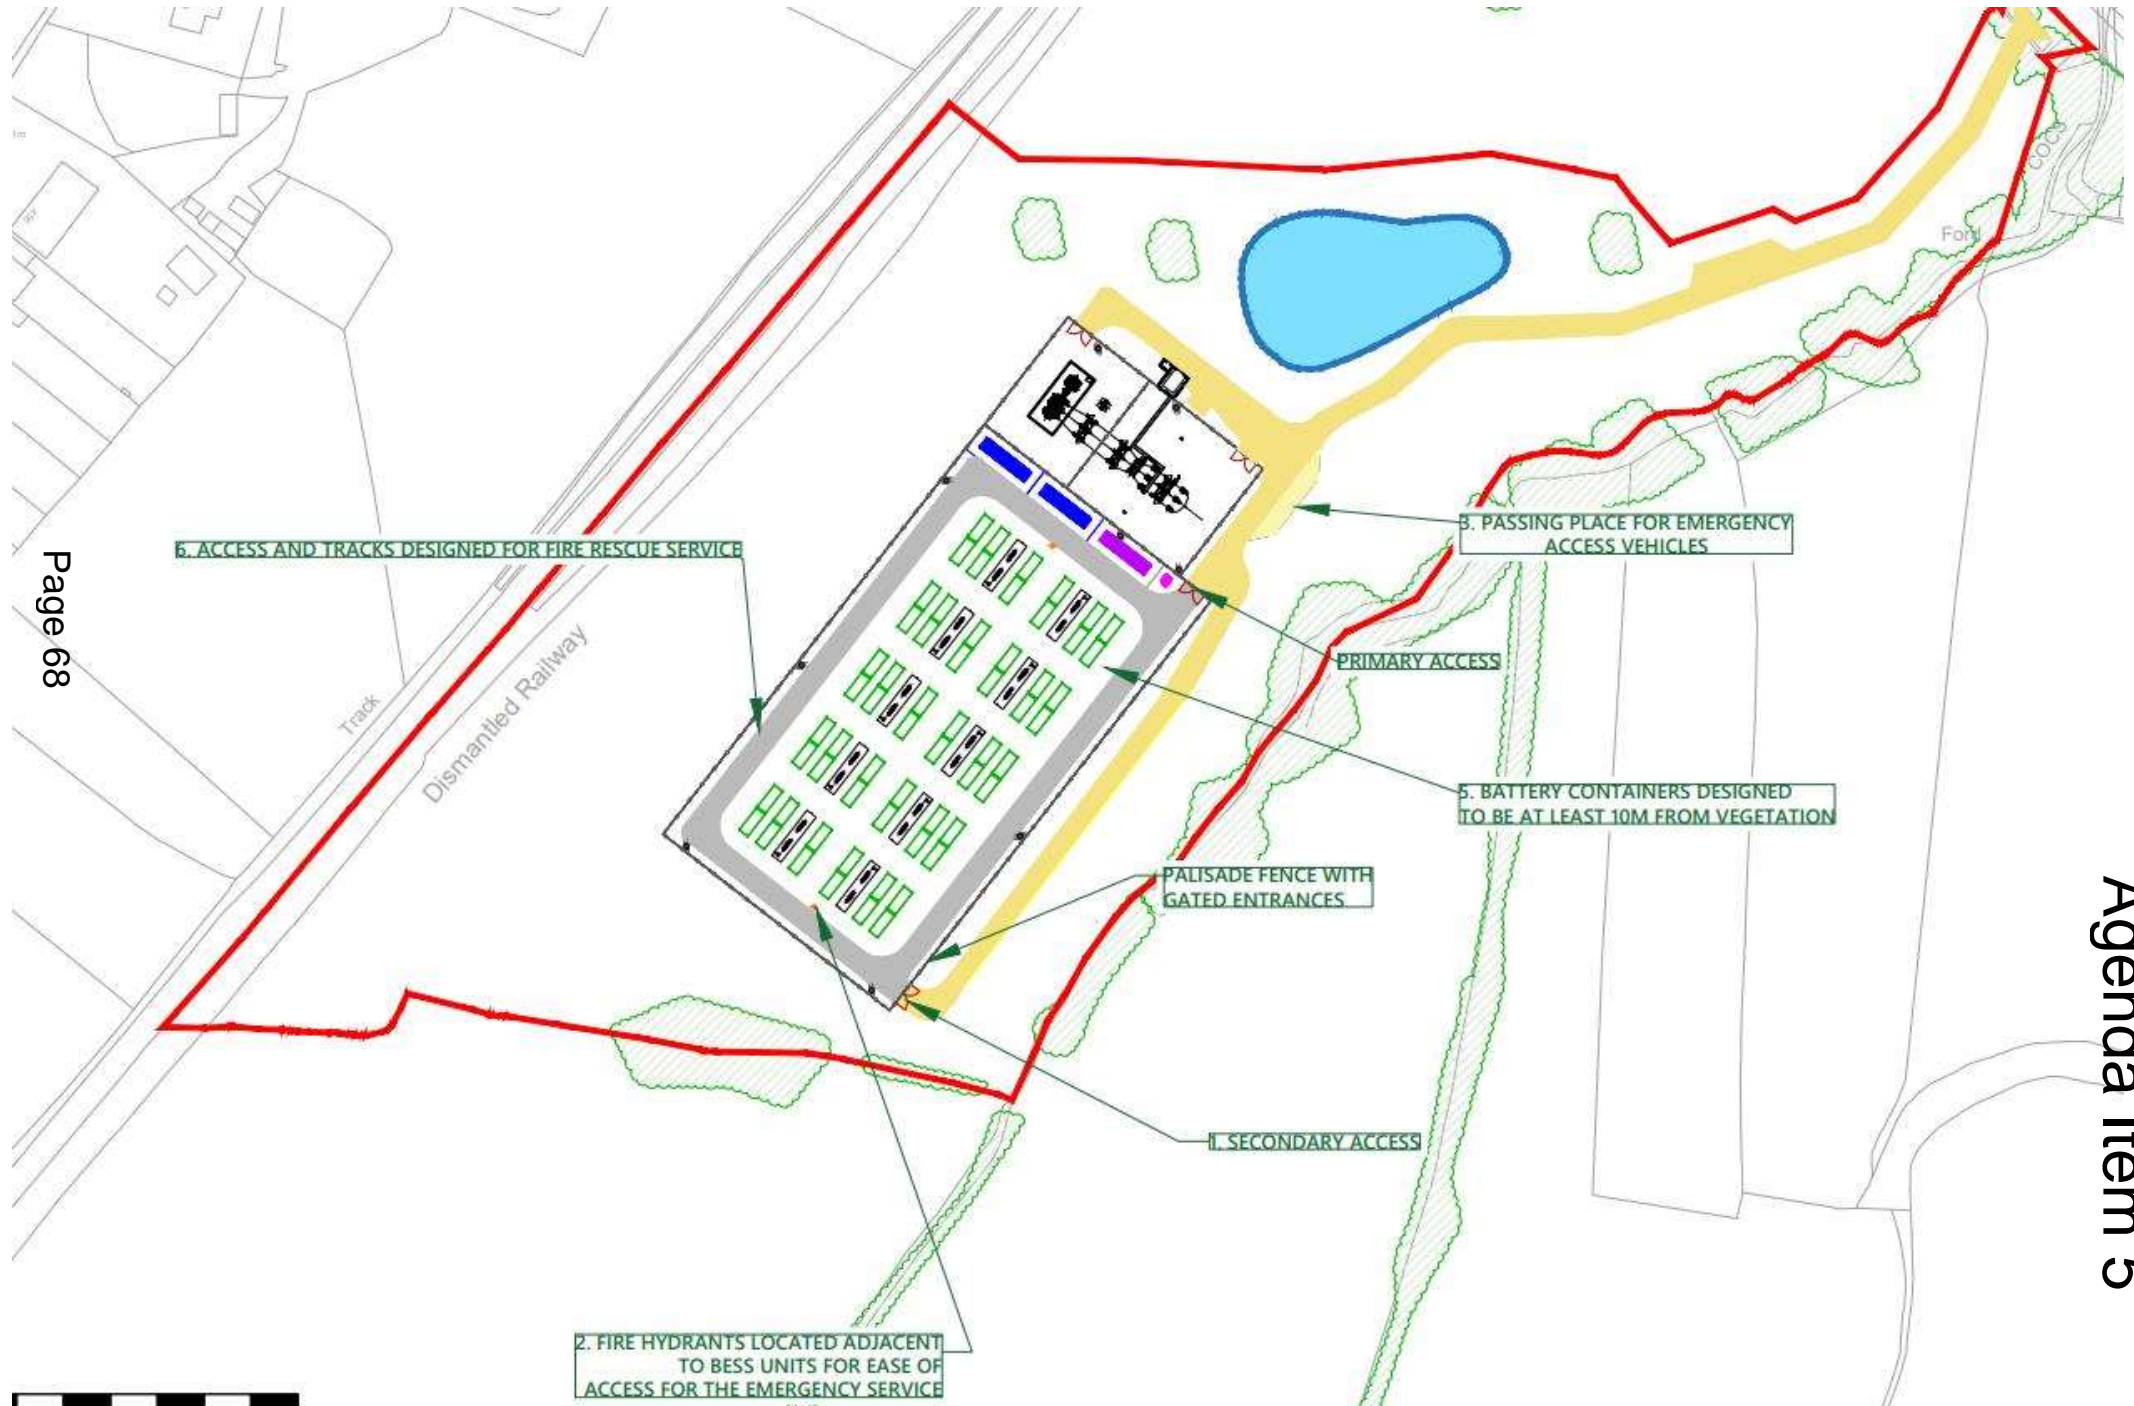 Agenda Item 5
Page 68
Ford
6. ACCESS AND TRACKS DESIGNED FOR FIRE RESCUE SERVICE
3. PASSING PLACE FOR EMERGENCY
ACCESS VEHICLES
PRIMARY ACCESS
Track
Dismantled Railway
5. BATTERY CONTAINERS DESIGNED
TO BE AT LEAST 10M FROM VEGETATION
PALISADE FENCE WITH
GATED ENTRANCES
1. SECONDARY ACCESS
2. FIRE HYDRANTS LOCATED ADJACENT
TO BESS UNITS FOR EASE OF
ACCESS FOR THE EMERGENCY SERVICE